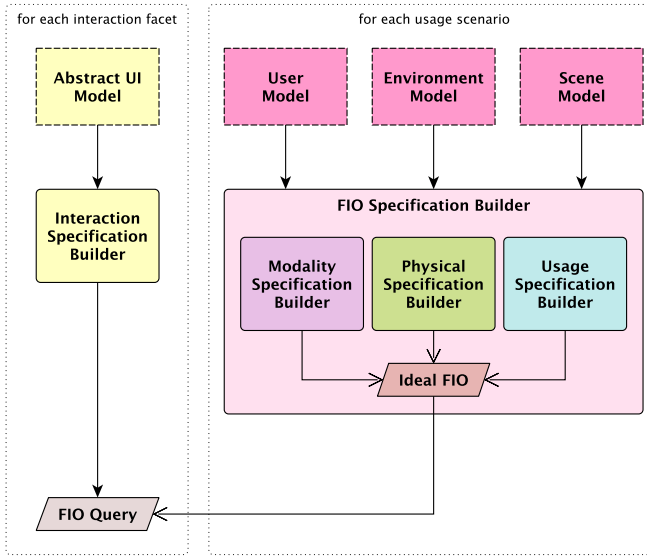 for each interaction facet
for each usage scenario
Abstract UI
Model
User
Model
Environment
Model
Scene
Model
Interaction
Specification
Builder
FIO Specification Builder
Modality
Specification
Builder
Physical
Specification
Builder
Usage
Specification
Builder
Ideal FIO
FIO Query